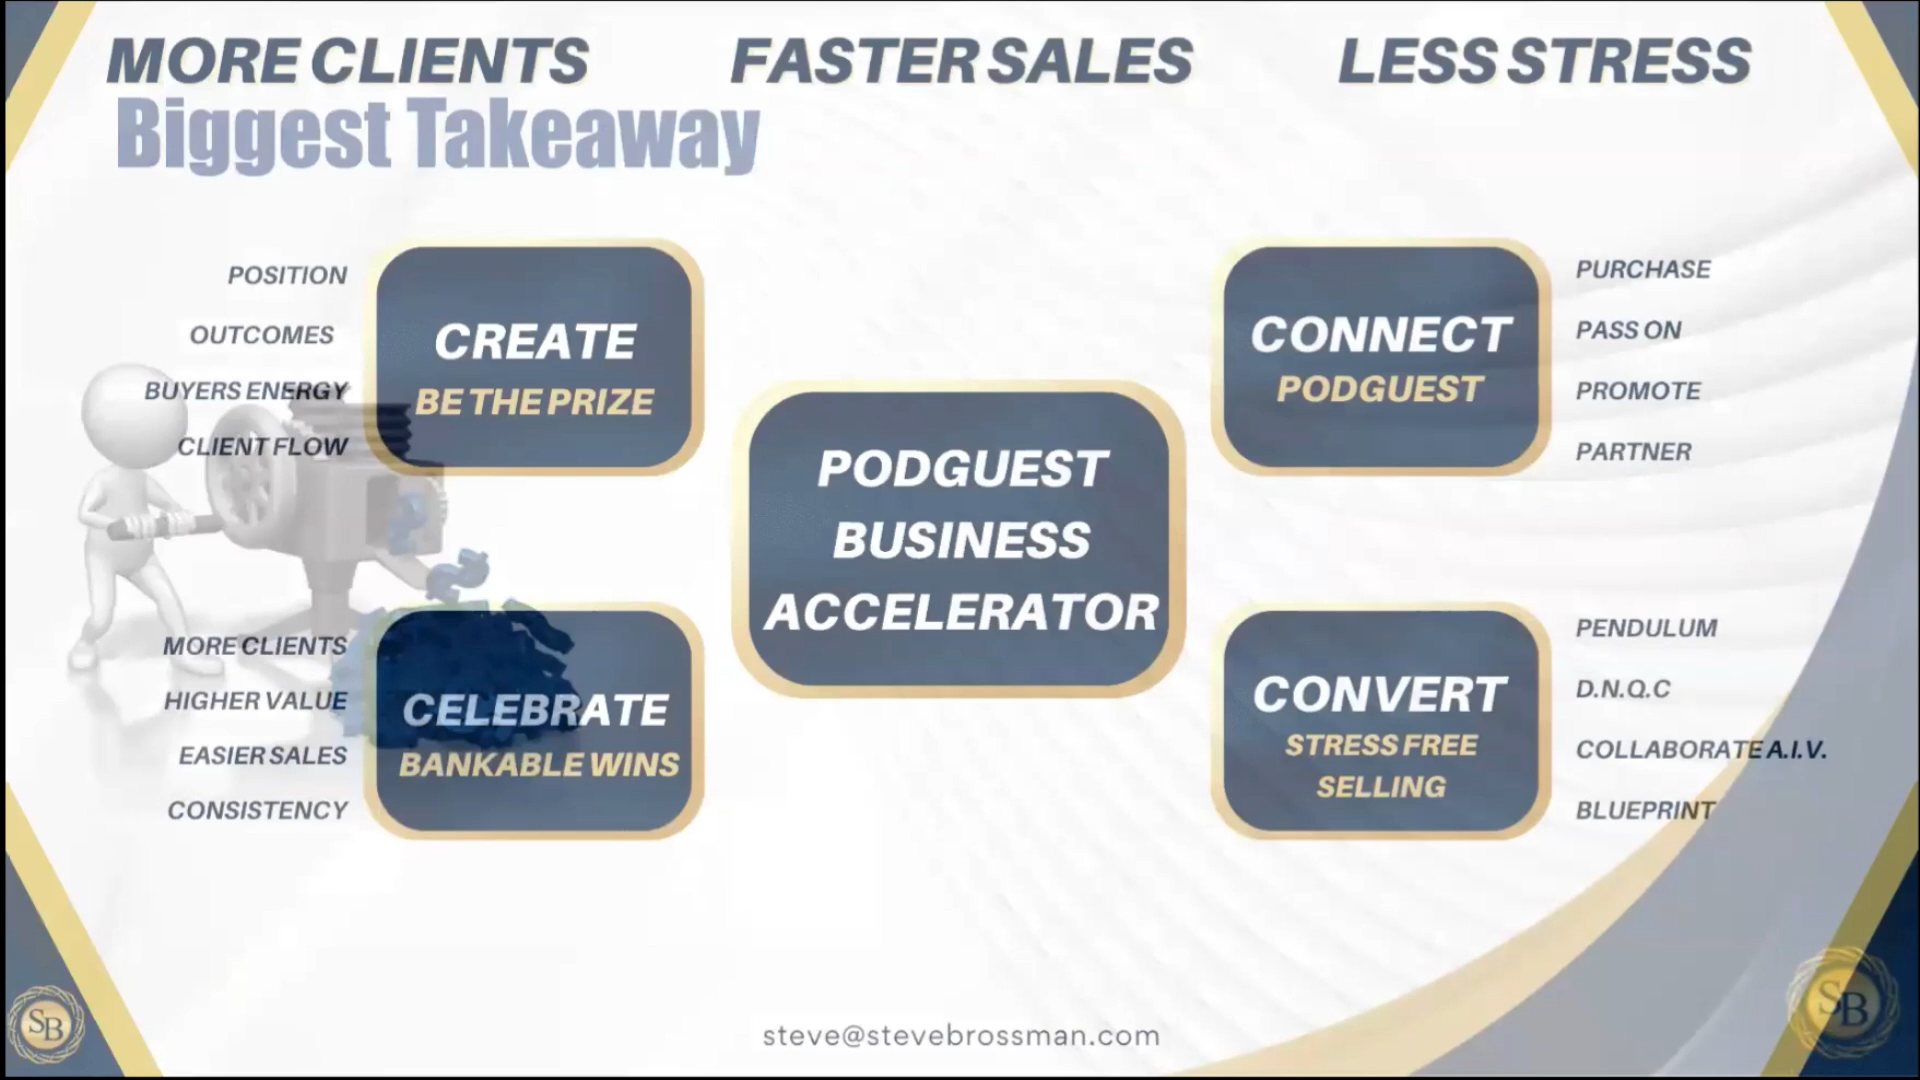 MORE CLIENTS
FASTER SALES
LESS STRESS
Biggest Takeaway
POSITION
OUTCOMES
BUYERS ENERGY
CLIENT FLOW
CREATE
BE THE PRIZE
CONNECT
PODGUEST
PURCHASE
PASS ON
PROMOTE
PARTNER
PODGUEST
BUSINESS
ACCELERATOR
MORE CLIENTS
HIGHER VALUE
EASIER SALES
CONSISTENCY
CELEBRATE
BANKABLE WINS
CONVERT
STRESS FREE
SELLING
PENDULUM
D.N.Q.C
COLLABORATE A.I.V.
BLUEPRINT
SB
steve@stevebrossman.com
SB